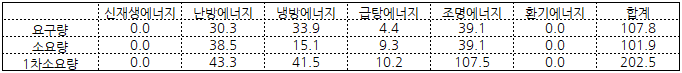 신재생에너지 난방에너지 냉방에너지 급탕에너지 조명에너지 환기에너지 합계
요구량 0.0 30.3 33.9 4.4 39.1 0.0 107.8
소요량 0.0 38.5 15.1 9.3 39.1 0.0 101.9
1차소요량 0.0 43.3 41.5 10.2 107.5 0.0 202.5